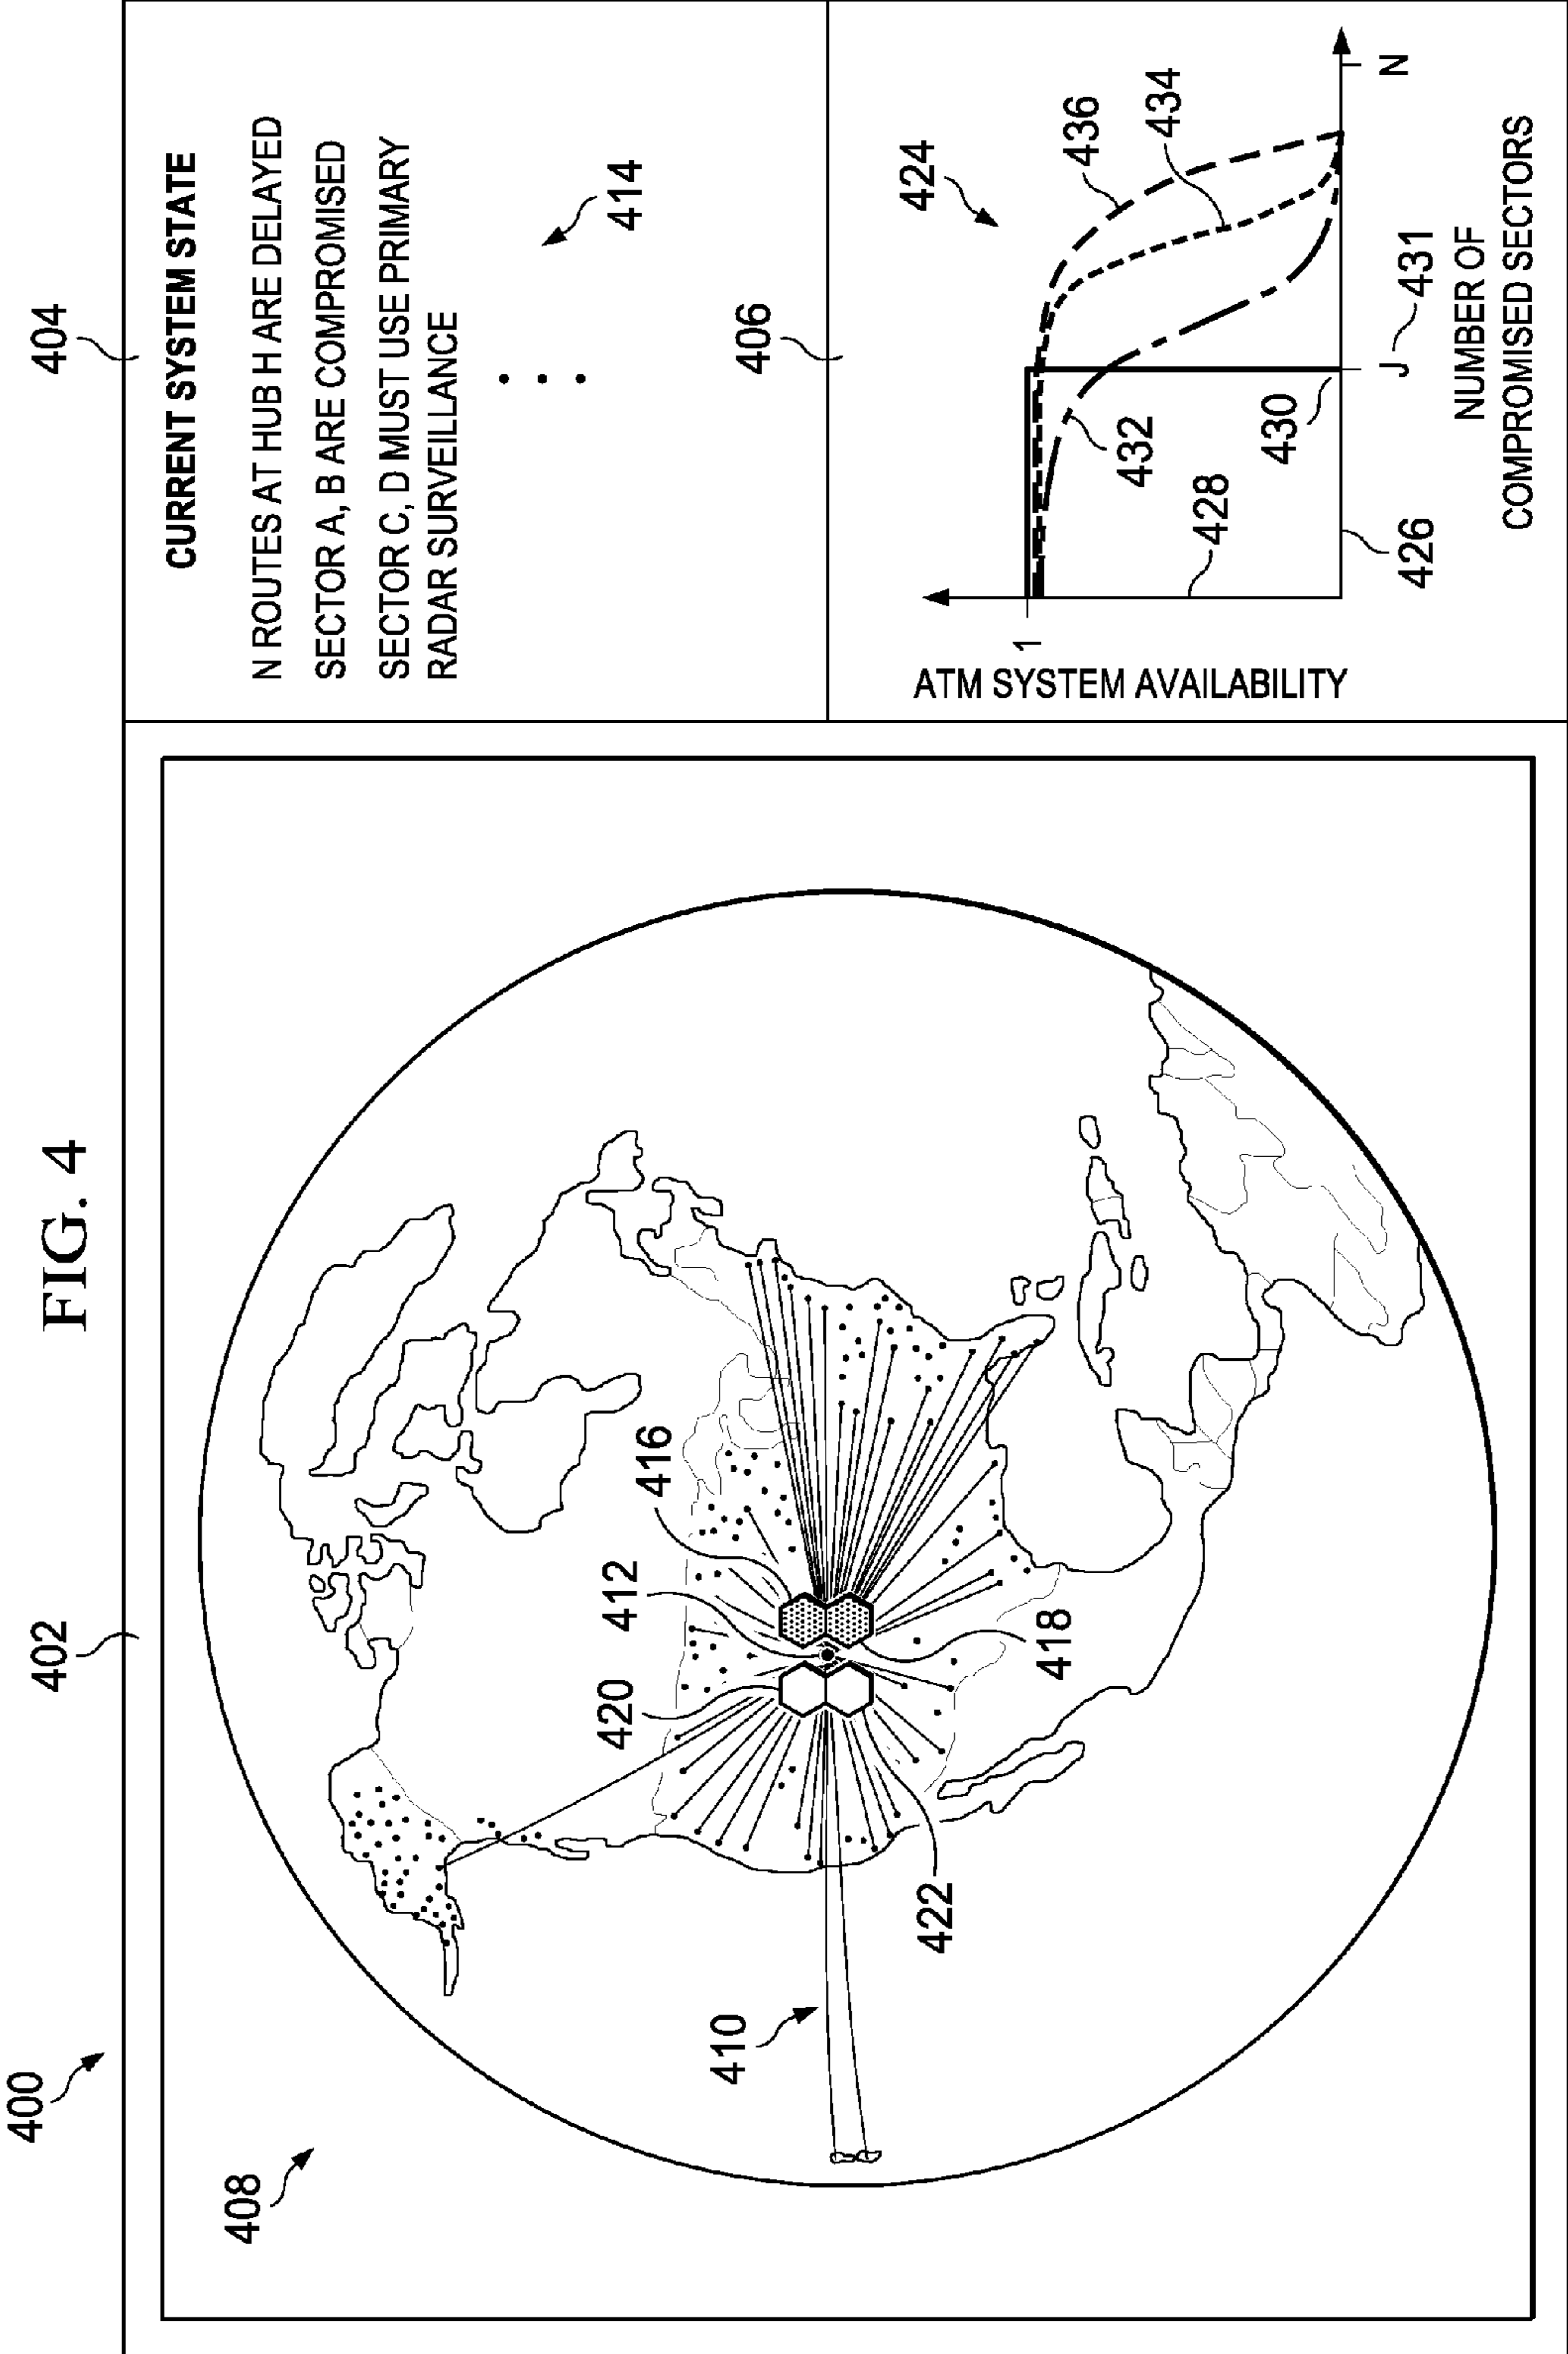 FIG. 4
400
402
404
408
CURRENT SYSTEM STATE
N ROUTES AT HUB H ARE DELAYED
SECTOR A, B ARE COMPROMISED
SECTOR C, D MUST USE PRIMARY
RADAR SURVEILLANCE
414
406
416
412
420
410
422
418
424
436
434
432
428
430
1
ATM SYSTEM AVAILABILITY
J
N
426
431
NUMBER OF
COMPROMISED SECTORS